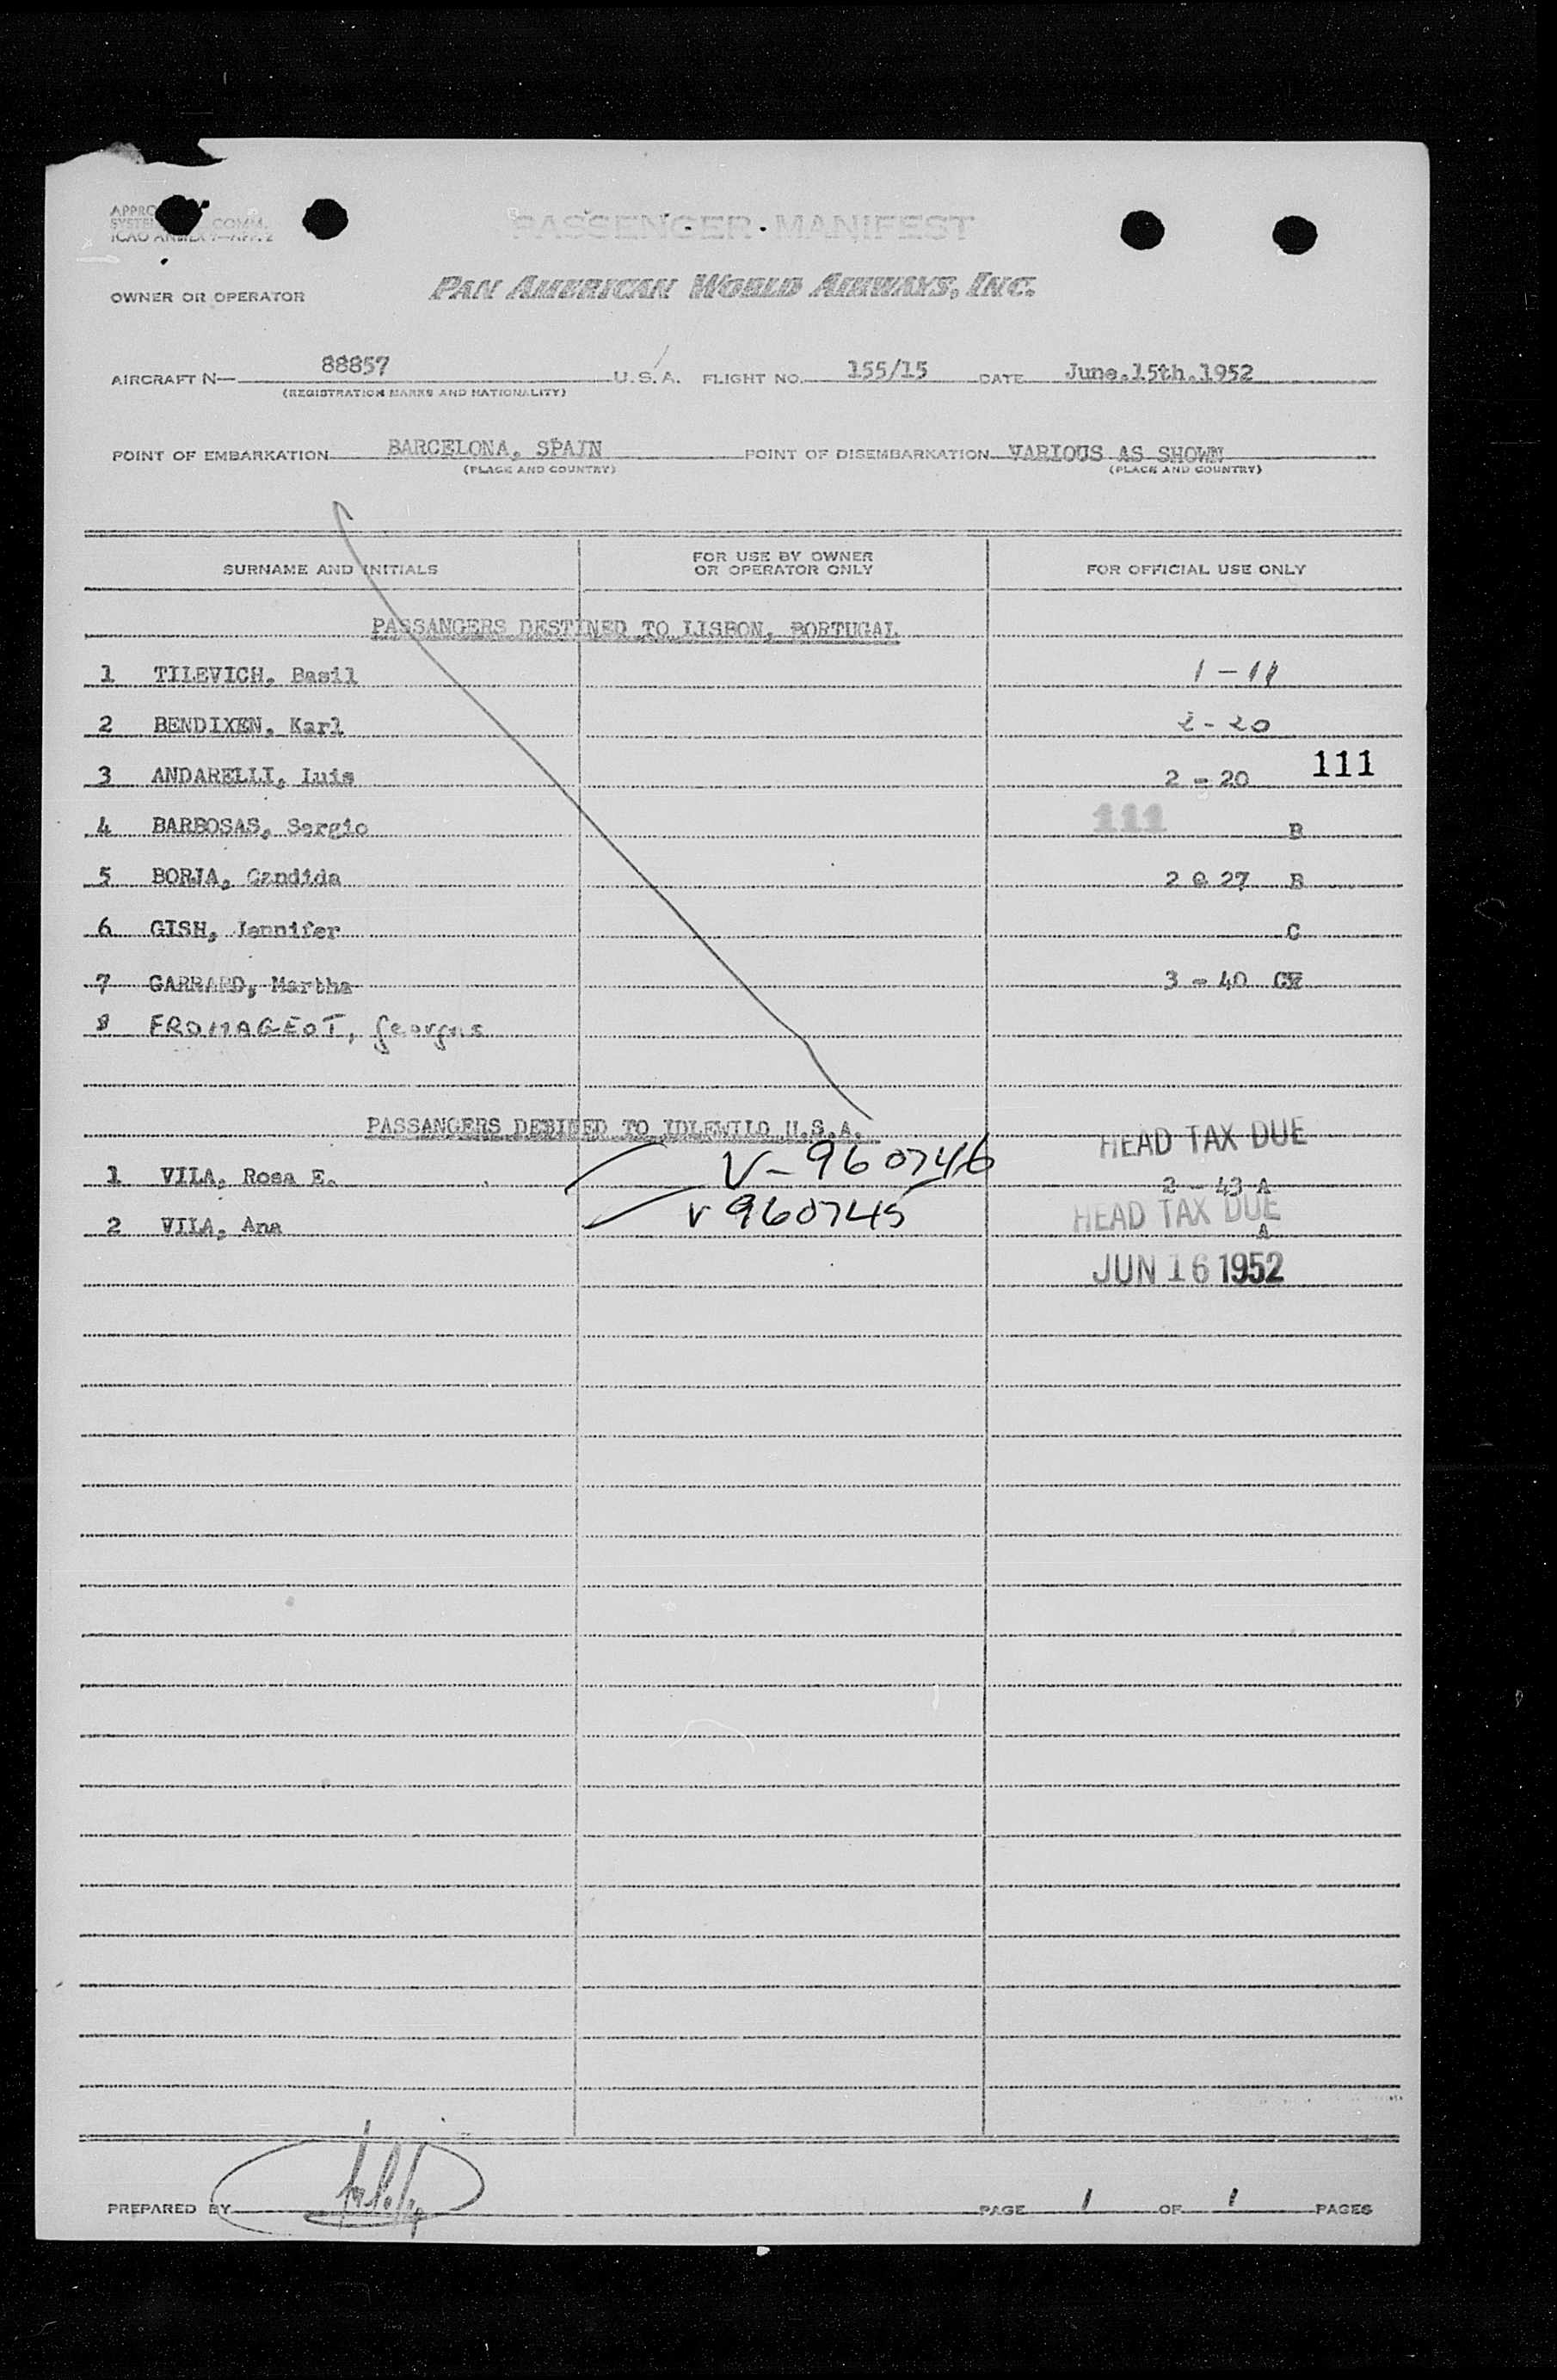 PASSENGER MANIFEST
COMM.
PAN AMERICAN WORLD AIRWAYS, INC.
OWNER OR OPERATOR
AIRCRAFT N— 88857 U. S. A. FLIGHT NO. 155/15 DATE June.15th.1952
(REGISTRATION MARKS AND NATIONALITY)
POINT OF EMBARKATION BARCELONA, SPAIN POINT OF DISEMBARKATION VARIOUS AS SHOWN
(PLACE AND COUNTRY) (PLACE AND COUNTRY)
SURNAME AND INITIALS FOR USE BY OWNER OR OPERATOR ONLY FOR OFFICIAL USE ONLY
PASSANGERS DESTINED TO LISBON, PORTUGAL
1 TILEVICH, Basil 1 - 11
2 BENDIXEN, Karl 2 - 20
3 ANDARELLI, Luis 2 - 20 111
4 BARBOSAS, Sergio 111 B
5 BORJA, Candida 2 @ 27 B
6 GISH, Jennifer C
7 GARRARD, Martha 3 - 40
8 FROMAGEOT, Georges
PASSANGERS DESINED TO IDLEWILD U.S.A.
HEAD TAX DUE
1 VILA, Rosa E. V-960746 2 - 43 A
HEAD TAX DUE
2 VILA, Ana V 960745 A
JUN 16 1952
PREPARED BY PAGE 1 OF 1 PAGES